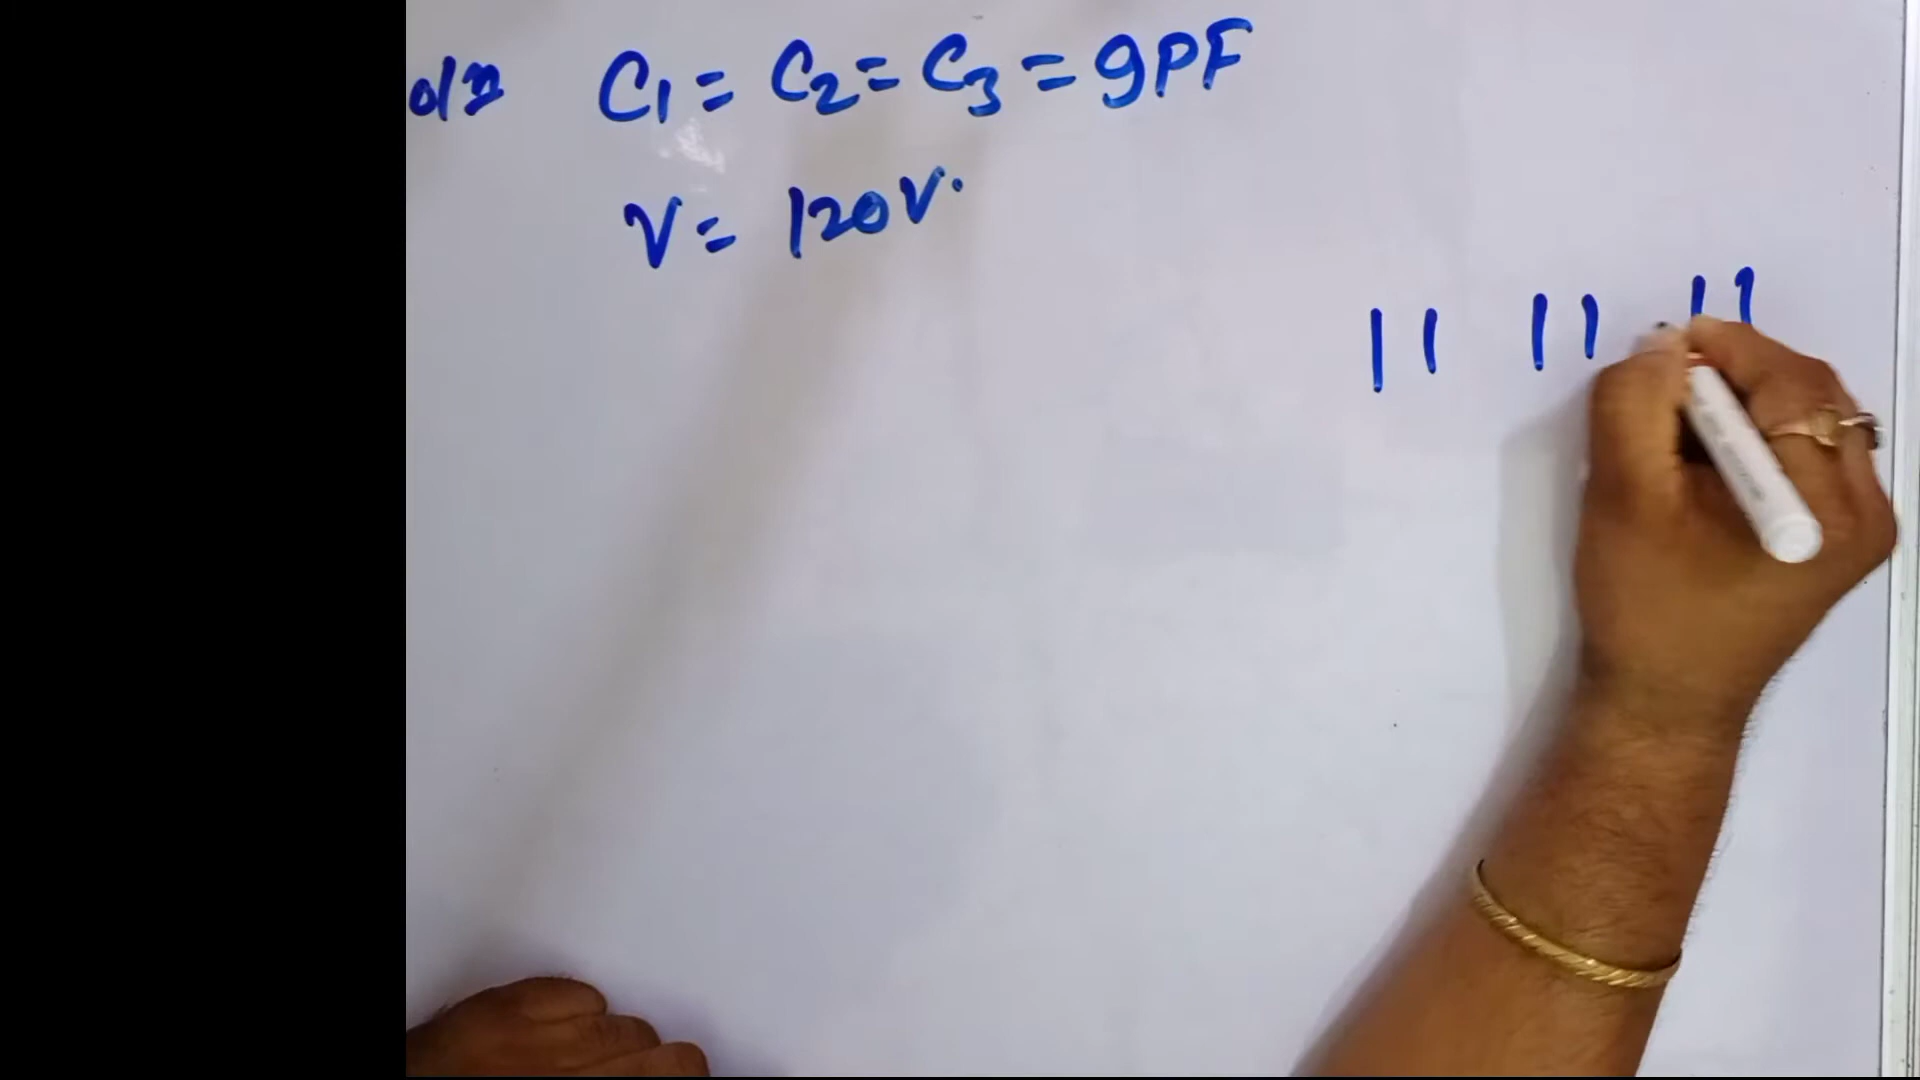 C1 = C2 = C3 = 9PF
V = 120V.